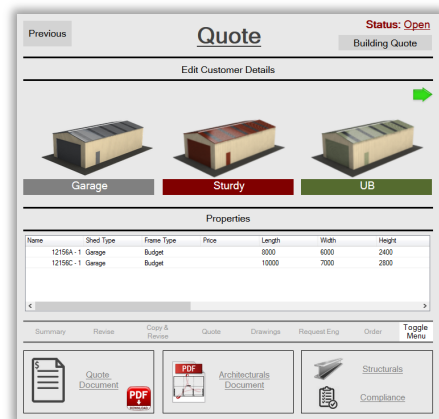 Previous
Quote
Status: Open
Building Quote
Edit Customer Details
Garage Sturdy UB
Properties
Name Shed Type Frame Type Price Length Width Height
12156A - 1 Garage Budget 8000 6000 2400
12156C - 1 Garage Budget 10000 7000 2800
Summary Revise Copy & Revise Quote Drawings Request Eng Order Toggle Menu
Quote Document
PDF
PDF
Architecturals Document
Structurals
Compliance